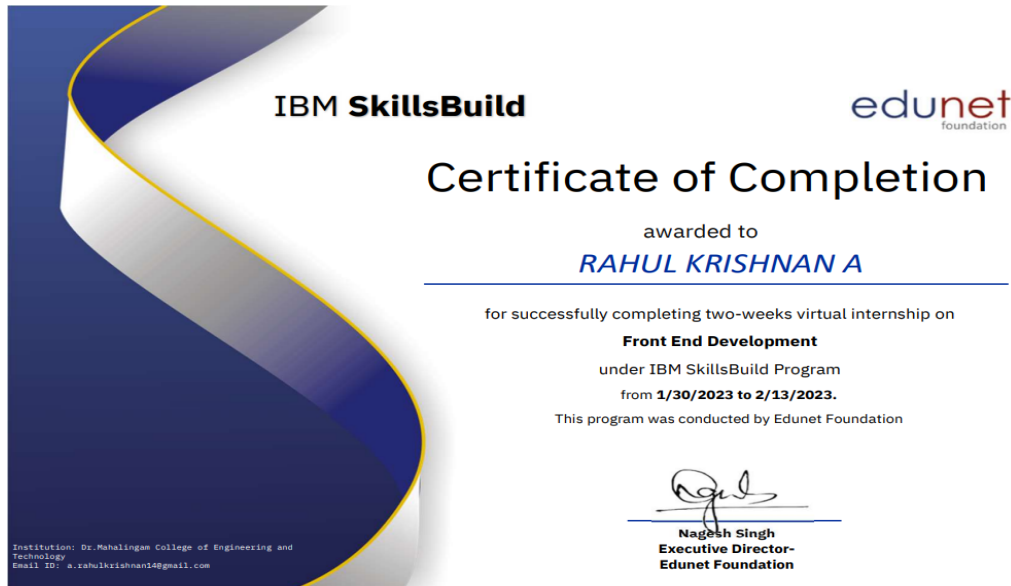 IBM SkillsBuild
edunet
foundation
Certificate of Completion
awarded to
RAHUL KRISHNAN A
for successfully completing two-weeks virtual internship on
Front End Development
under IBM SkillsBuild Program
from 1/30/2023 to 2/13/2023.
This program was conducted by Edunet Foundation
Nagesh Singh
Executive Director-
Edunet Foundation
Institution: Dr.Mahalingam College of Engineering and
Technology
Email ID: a.rahulkrishnan14@gmail.com